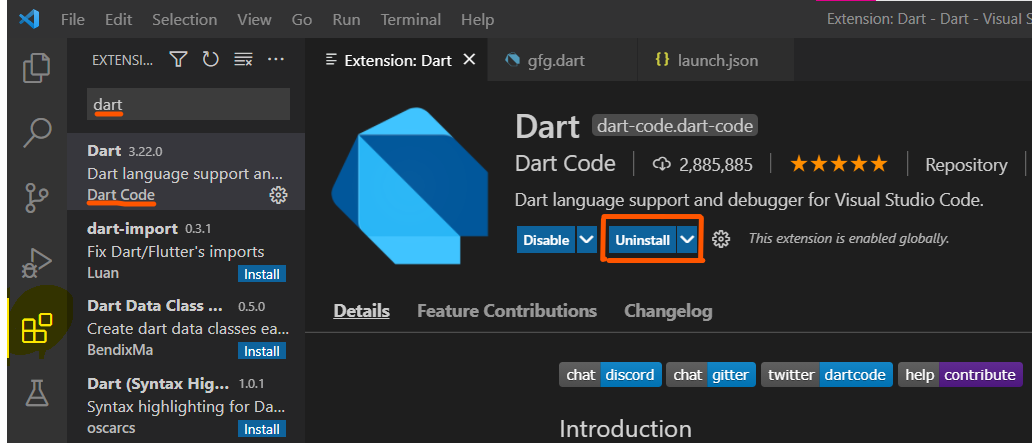 File Edit Selection View Go Run Terminal Help Extension: Dart - Dart - Visual S
EXTENSI...
Extension: Dart
gfg.dart
launch.json
dart
Dart 3.22.0
Dart language support an...
Dart Code
dart-import 0.3.1
Fix Dart/Flutter's imports
Luan Install
Dart Data Class ... 0.5.0
Create dart data classes ea...
BendixMa Install
Dart (Syntax Hig... 1.0.1
Syntax highlighting for Da...
oscarcs Install
Dart dart-code.dart-code
Dart Code 2,885,885 Repository
Dart language support and debugger for Visual Studio Code.
Disable Uninstall This extension is enabled globally.
Details Feature Contributions Changelog
chat discord chat gitter twitter dartcode help contribute
Introduction